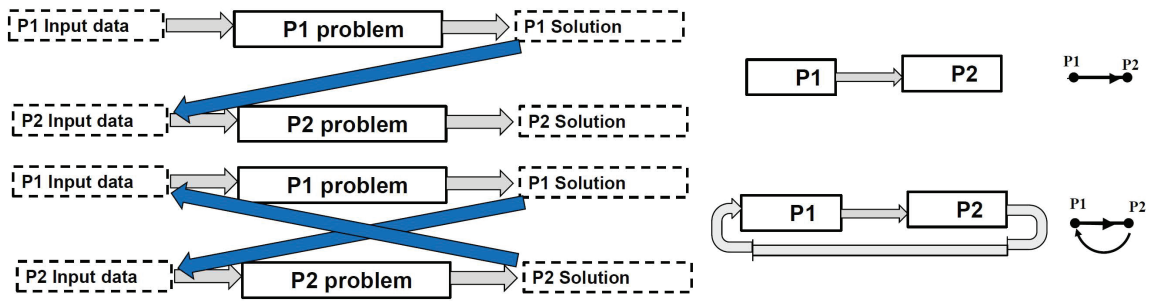 P1 Input data P1 problem P1 Solution
P2 Input data P2 problem P2 Solution
P1 Input data P1 problem P1 Solution
P2 Input data P2 problem P2 Solution
P1 P2 P1 P2
P1 P2 P1 P2